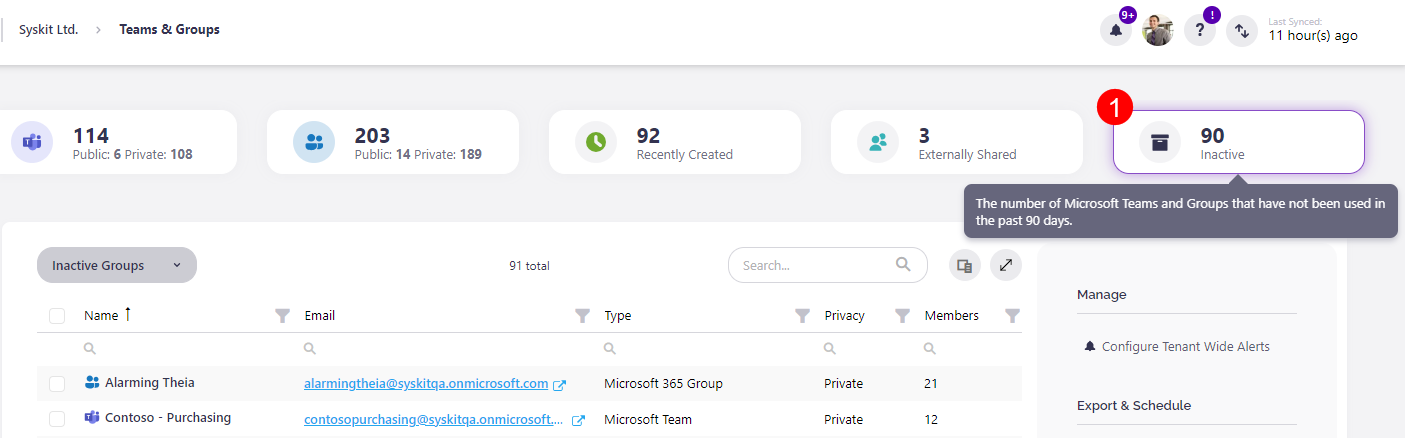 Syskit Ltd. > Teams & Groups
9+
!
?
Last Synced:
11 hour(s) ago
114
Public: 6 Private: 108
203
Public: 14 Private: 189
92
Recently Created
3
Externally Shared
1
90
Inactive
The number of Microsoft Teams and Groups that have not been used in
the past 90 days.
Inactive Groups
91 total
Search...
Name Email Type Privacy Members
Alarming Theia alarmingtheia@syskitqa.onmicrosoft.com Microsoft 365 Group Private 21
Contoso - Purchasing contosopurchasing@syskitqa.onmicrosoft.... Microsoft Team Private 12
Manage
Configure Tenant Wide Alerts
Export & Schedule